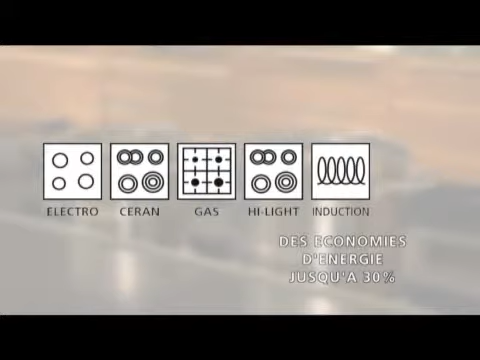 ELECTRO CERAN GAS HI-LIGHT INDUCTION
DES ECONOMIES
D'ENERGIE
JUSQU'A 30%